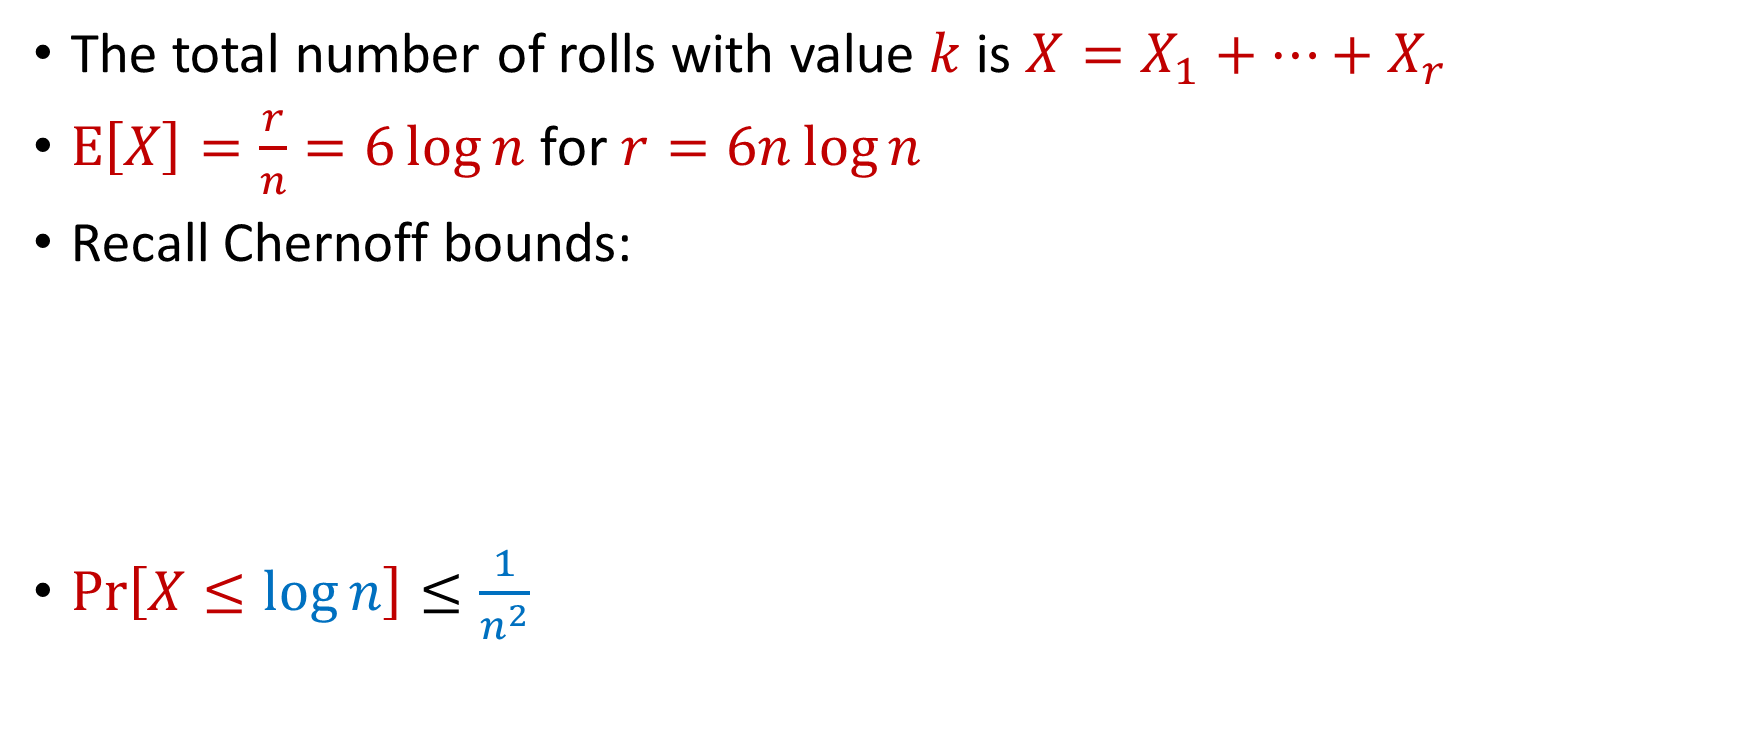 • The total number of rolls with value k is X = X₁ + ⋯ + Xᵣ
• E[X] = r/n = 6 log n for r = 6n log n
• Recall Chernoff bounds:
• Pr[X ≤ log n] ≤ 1/n²